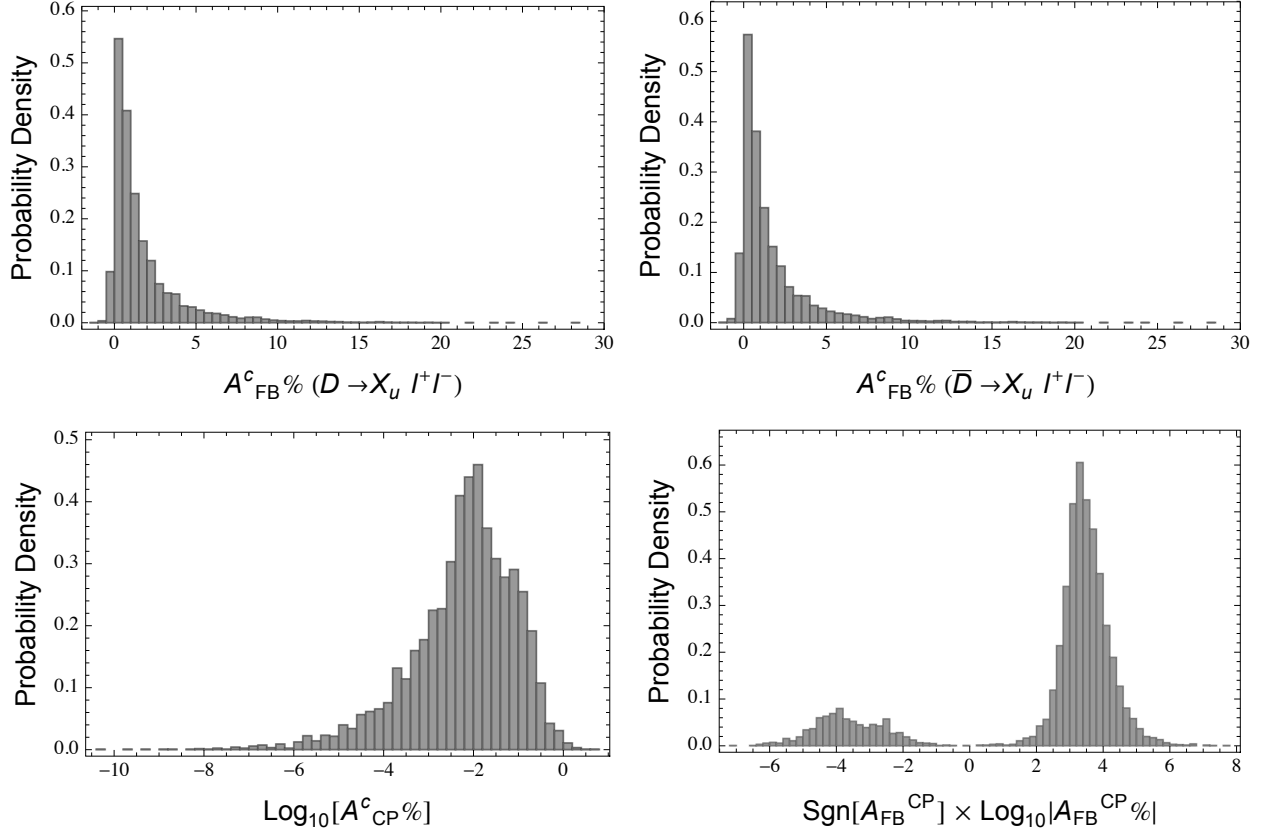 Probability Density
0.6
0.5
0.4
0.3
0.2
0.1
0.0
0 5 10 15 20 25 30
A^c_FB% (D →X_u l⁺l⁻)
Probability Density
0.6
0.5
0.4
0.3
0.2
0.1
0.0
0 5 10 15 20 25 30
A^c_FB% (D̅ →X_u l⁺l⁻)
Probability Density
0.5
0.4
0.3
0.2
0.1
0.0
−10 −8 −6 −4 −2 0
Log₁₀[A^c_CP%]
Probability Density
0.6
0.5
0.4
0.3
0.2
0.1
0.0
−6 −4 −2 0 2 4 6 8
Sgn[A_FB^CP] × Log₁₀|A_FB^CP%|